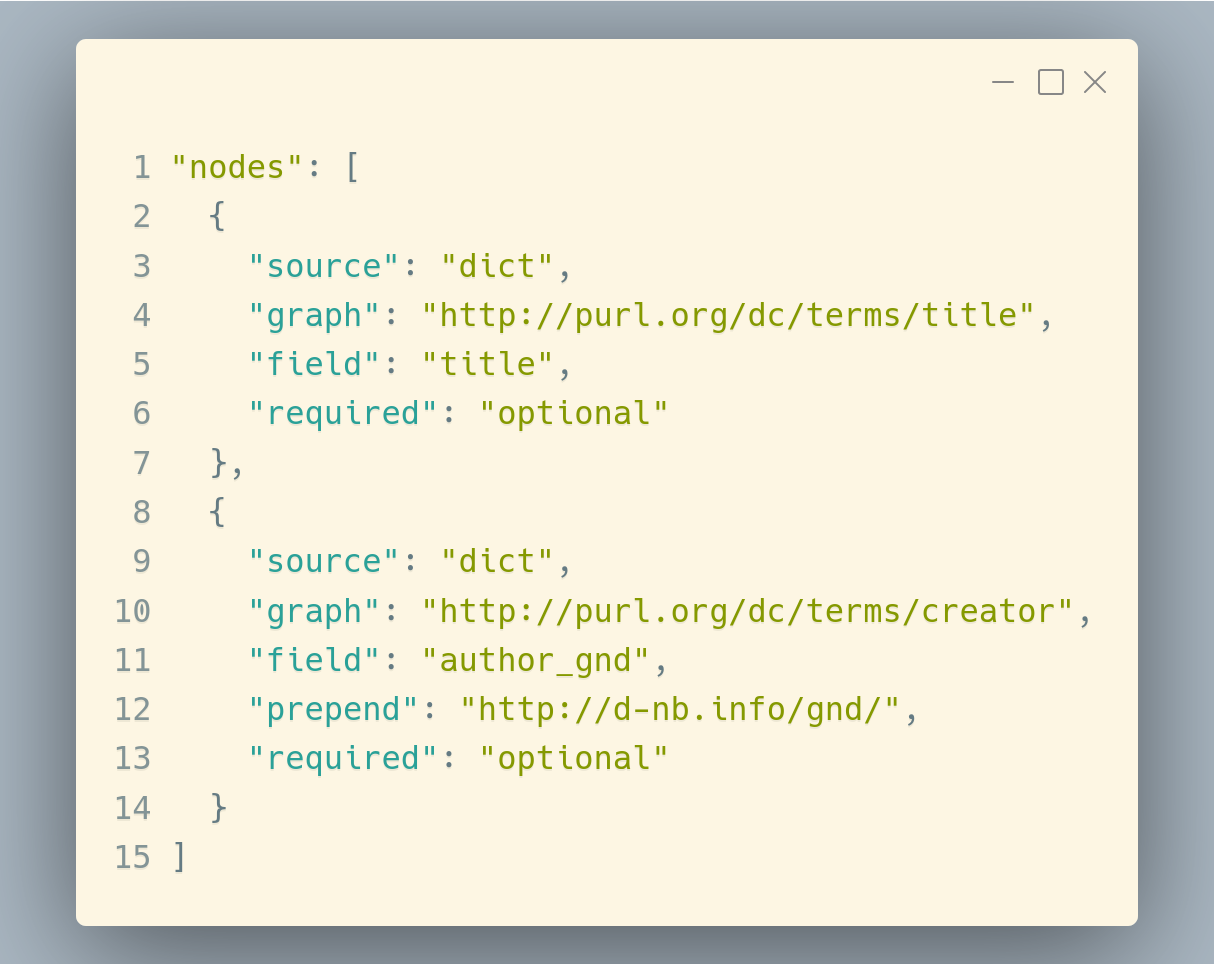 1 "nodes": [
2   {
3     "source": "dict",
4     "graph": "http://purl.org/dc/terms/title",
5     "field": "title",
6     "required": "optional"
7   },
8   {
9     "source": "dict",
10     "graph": "http://purl.org/dc/terms/creator",
11     "field": "author_gnd",
12     "prepend": "http://d-nb.info/gnd/",
13     "required": "optional"
14   }
15 ]